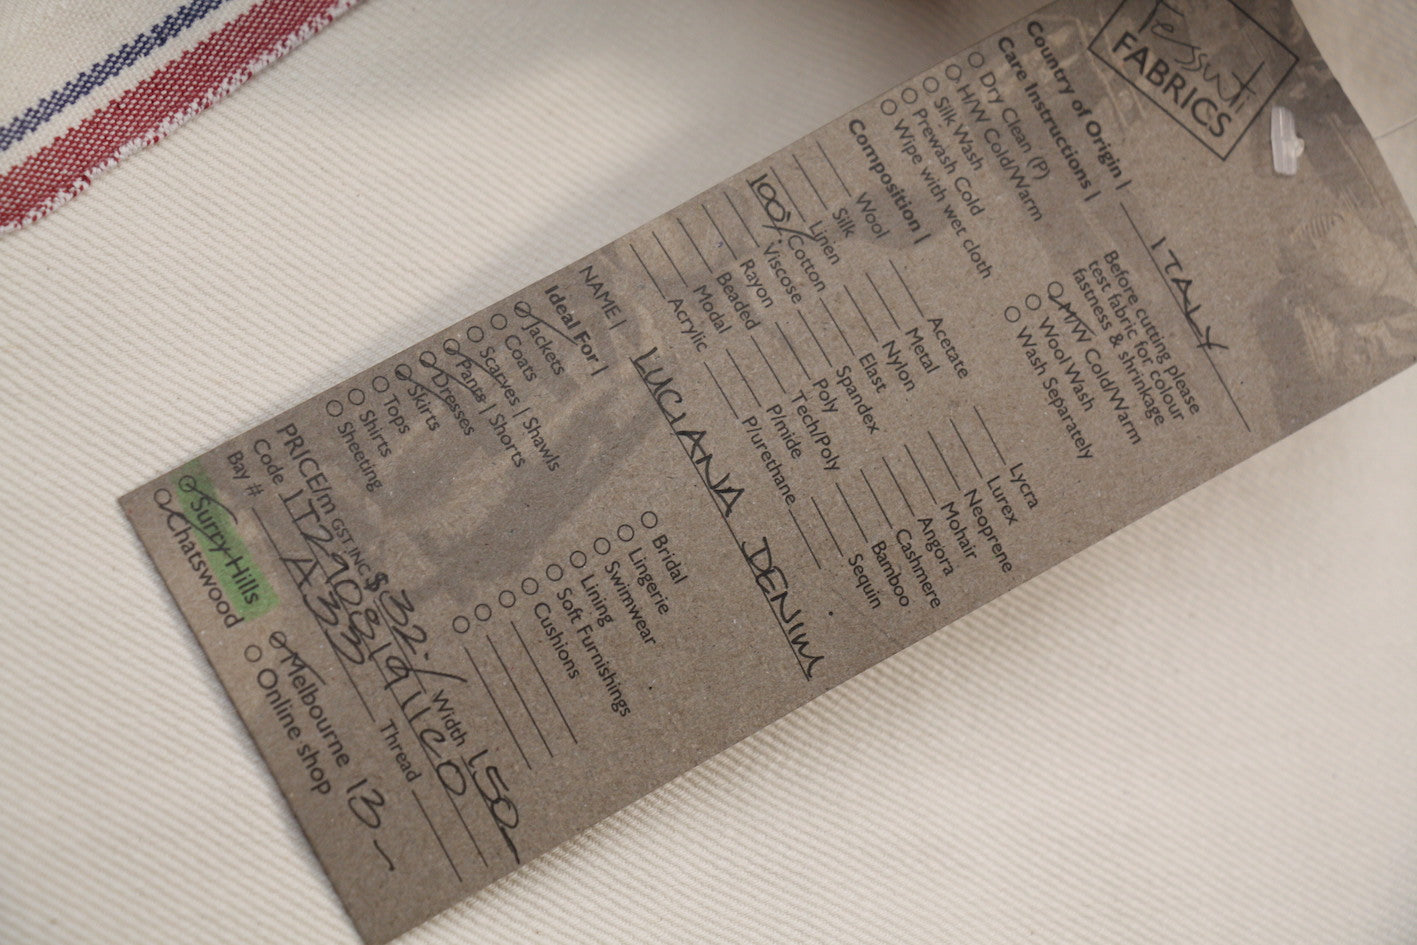 Tessuti
FABRICS
Country of Origin | ITALY
Care Instructions |
Dry Clean (P)
H/W Cold/Warm
Silk Wash
Prewash Cold
Wipe with wet cloth
Before cutting please
test fabric for colour
fastness & shrinkage
M/W Cold/Warm
Wool Wash
Wash Separately
Composition |
Wool
Silk
Linen
100% Cotton
Viscose
Rayon
Beaded
Modal
Acrylic
Acetate
Metal
Nylon
Elast
Spandex
Poly
Tech/Poly
P/mide
P/urethane
Lycra
Lurex
Neoprene
Mohair
Angora
Cashmere
Bamboo
Sequin
NAME | LUCIANA DENIM
Ideal For |
Jackets
Coats
Scarves | Shawls
Pants | Shorts
Dresses
Skirts
Tops
Shirts
Sheeting
Bridal
Lingerie
Swimwear
Lining
Soft Furnishings
Cushions
PRICE/m GST.INC $ 32. Width 150
Code
Bay # A33 Thread
Surry Hills
Chatswood
Melbourne 13
Online shop